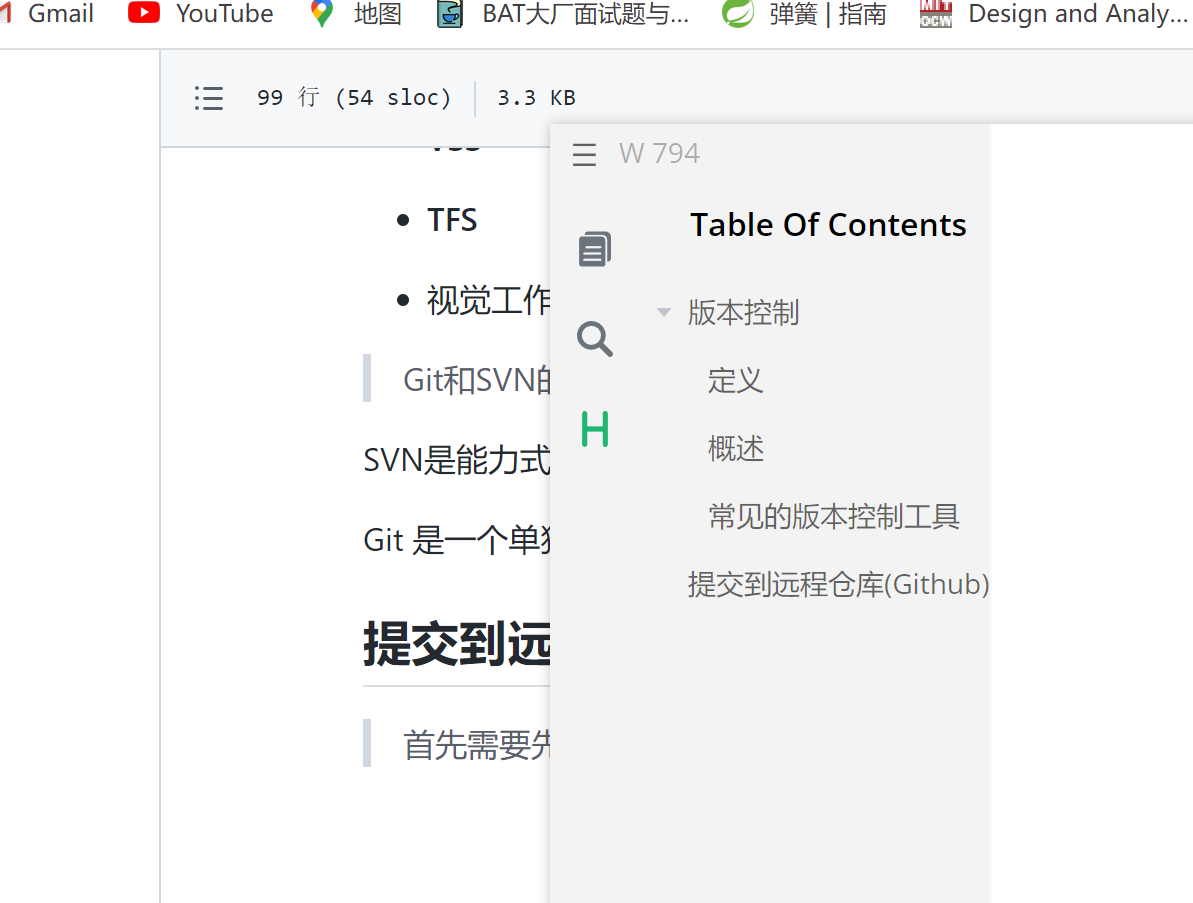 Gmail
YouTube
地图
BAT大厂面试题与...
弹簧 | 指南
MIT OCW
Design and Analy...
99 行 (54 sloc)
3.3 KB
TFS
视觉工作
Git和SVN的
SVN是能力式
Git 是一个单独
提交到远
首先需要先
W 794
Table Of Contents
版本控制
定义
概述
常见的版本控制工具
提交到远程仓库(Github)